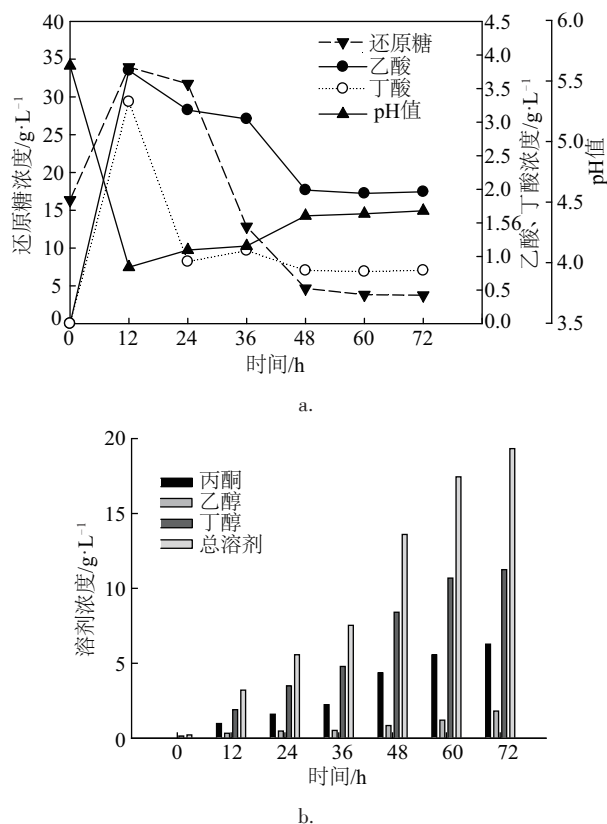 40
35
30
25
20
15
10
5
0
还原糖浓度/g·L⁻¹
还原糖
乙酸
丁酸
pH值
4.5
4.0
3.5
3.0
2.5
2.0
1.56
1.0
0.5
0.0
乙酸、丁酸浓度/g·L⁻¹
6.0
5.5
5.0
4.5
4.0
3.5
pH值
0 12 24 36 48 60 72
时间/h
a.
20
15
10
5
0
溶剂浓度/g·L⁻¹
丙酮
乙醇
丁醇
总溶剂
0 12 24 36 48 60 72
时间/h
b.